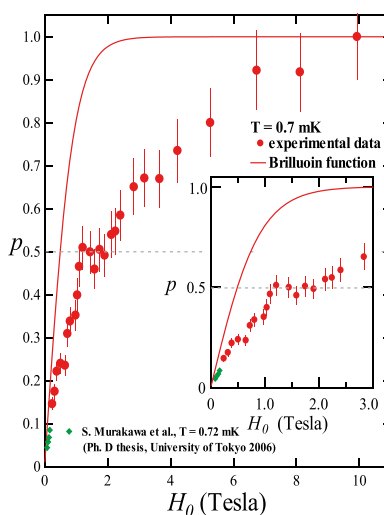 1.0
0.9
0.8
0.7
0.6
0.5
0.4
0.3
0.2
0.1
0
p
T = 0.7 mK
experimental data
Brilluoin function
1.0
0.5
0
p
0.0
1.0
2.0
3.0
H₀ (Tesla)
S. Murakawa et al., T = 0.72 mK
(Ph. D thesis, University of Tokyo 2006)
0
2
4
6
8
10
H₀ (Tesla)